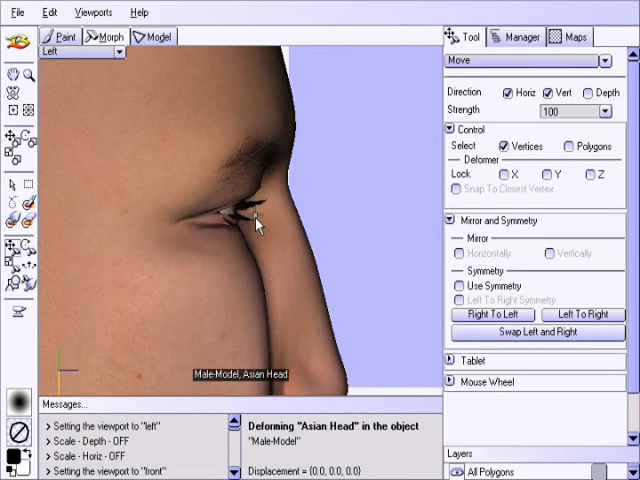 File Edit Viewports Help
Paint Morph Model
Left
Tool Manager Maps
Move
Direction Horiz Vert Depth
Strength 100
Control
Select Vertices Polygons
Deformer
Lock X Y Z
Snap To Closest Vertex
Mirror and Symmetry
Mirror
Horizontally Vertically
Symmetry
Use Symmetry
Left To Right Symmetry
Right To Left Left To Right
Swap Left and Right
Tablet
Mouse Wheel
Male-Model, Asian Head
Messages...
> Setting the viewport to "left"
> Scale - Depth - OFF
> Scale - Horiz - OFF
> Setting the viewport to "front"
Deforming "Asian Head" in the object
"Male-Model"
Displacement = {0.0, 0.0, 0.0}
Layers
All Polygons